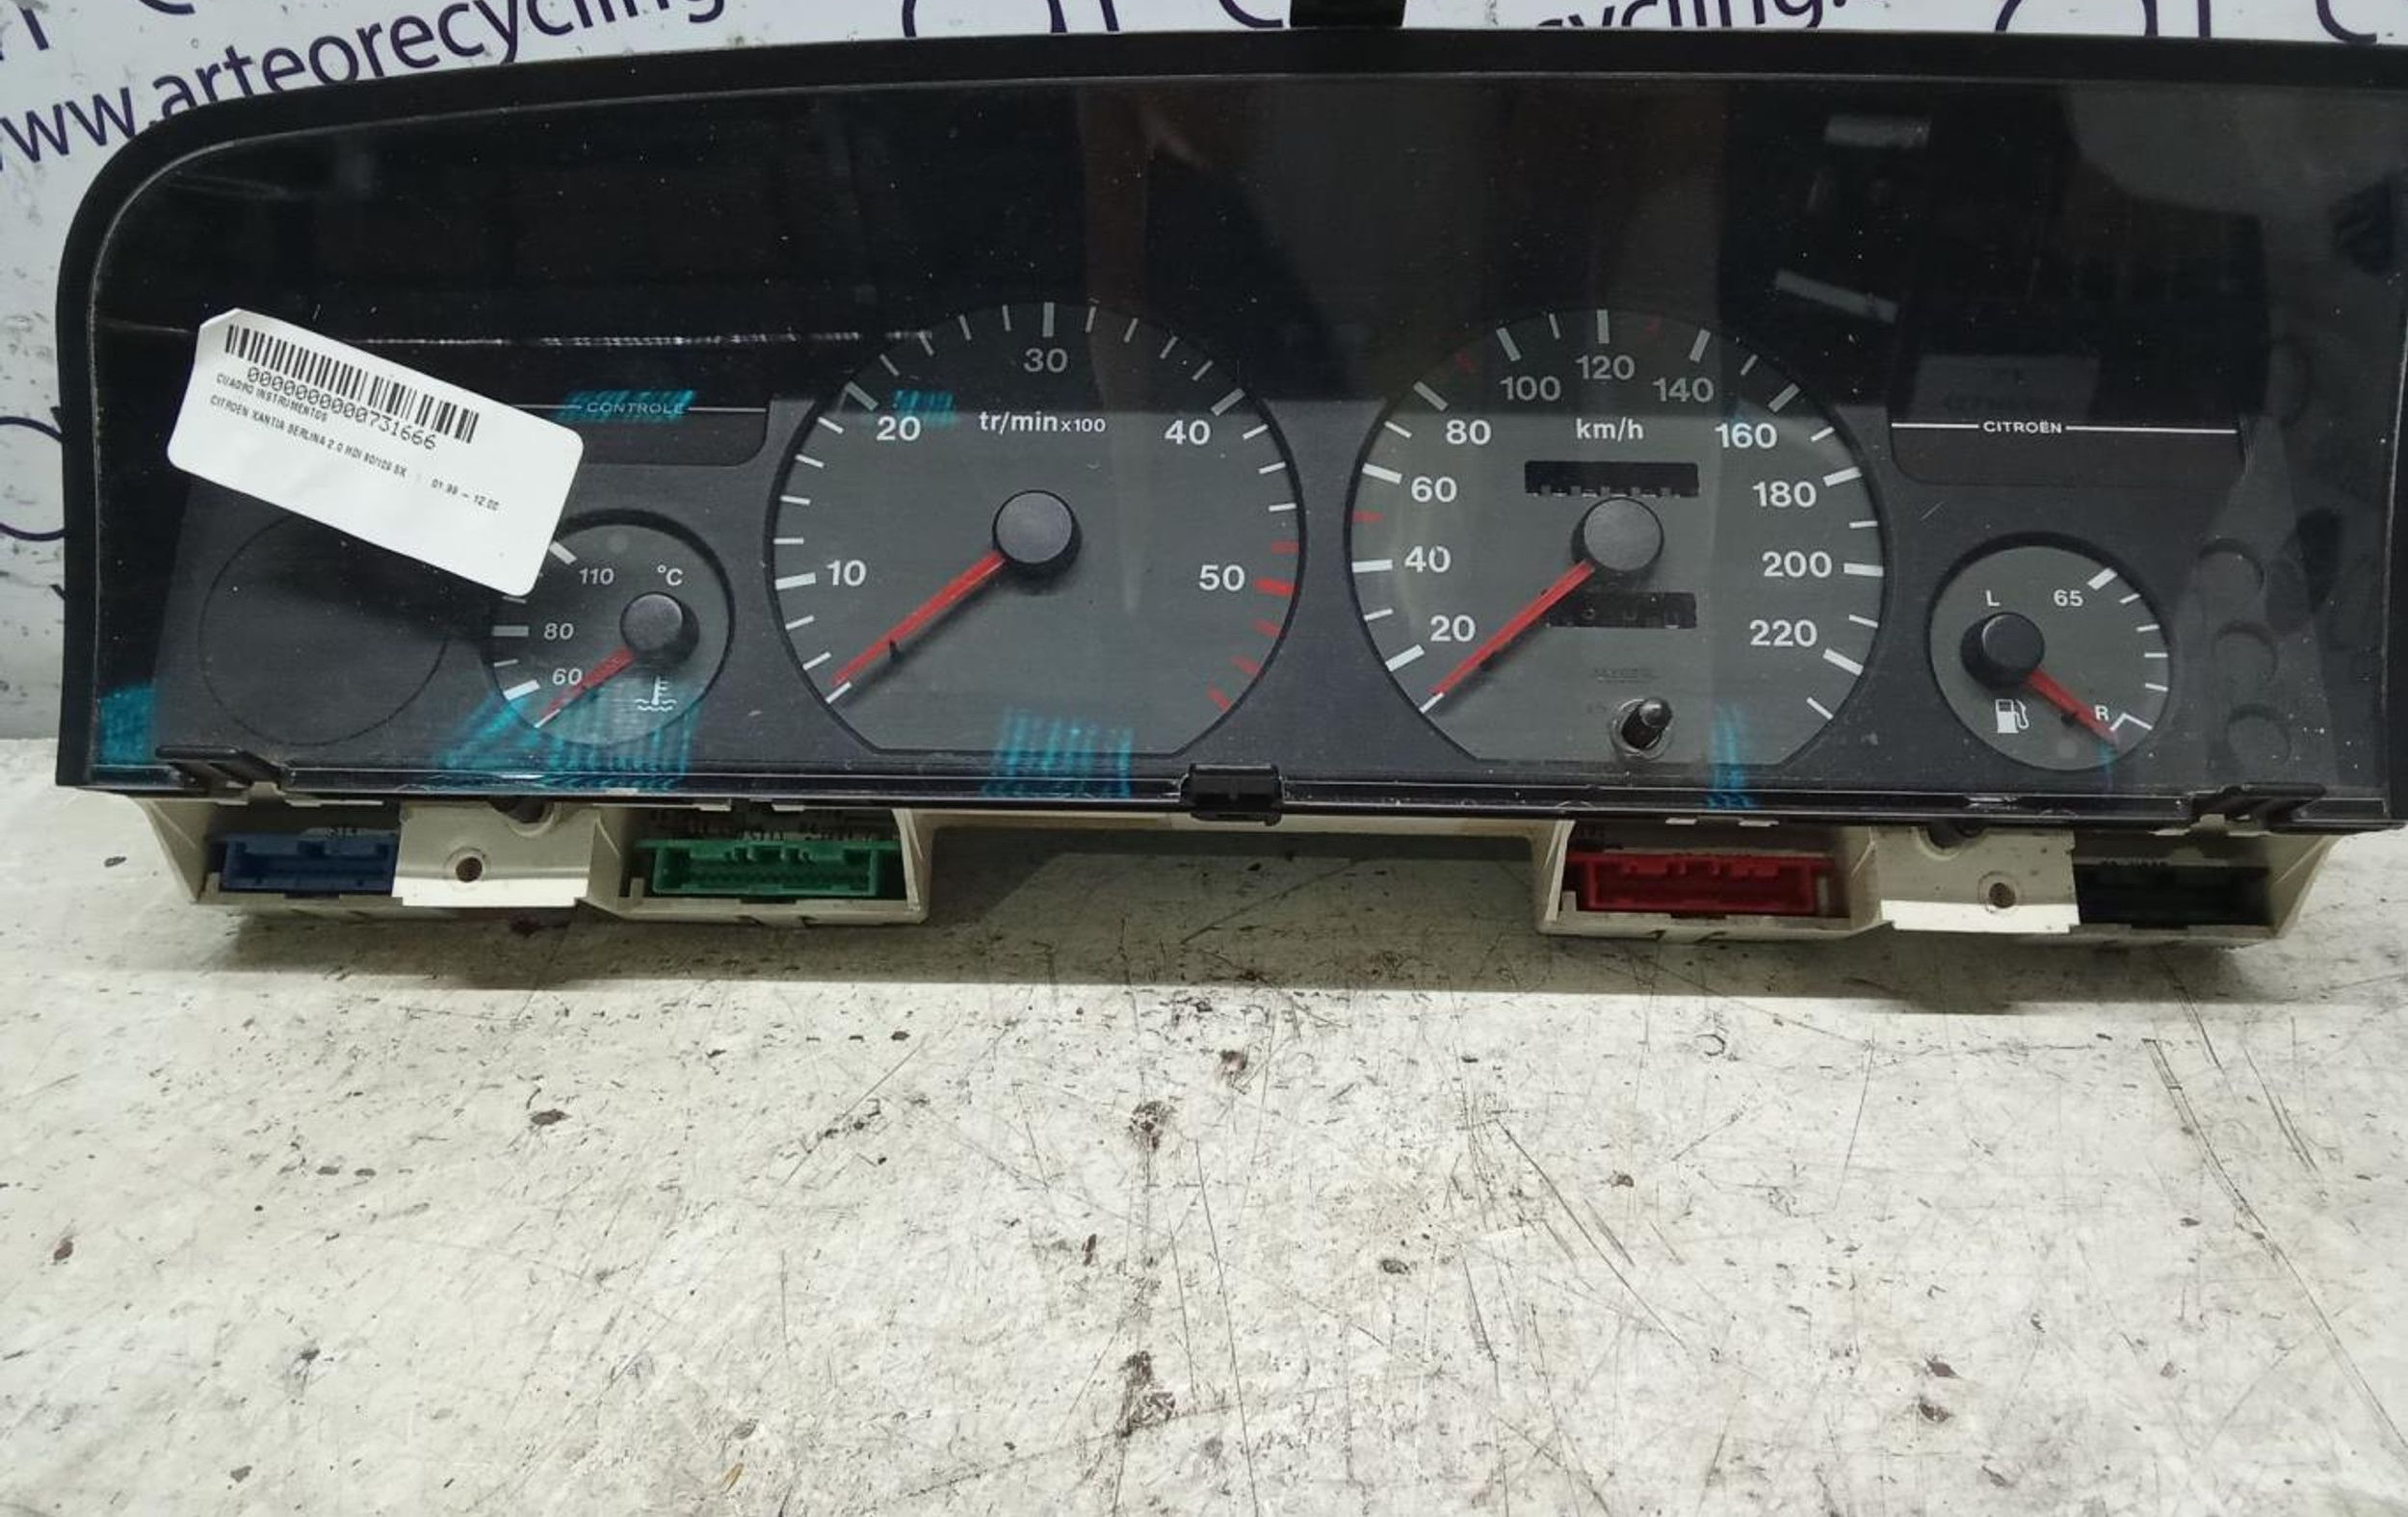 www.arteorecycling
cycling.
0000000000731666
CUADRO INSTRUMENTOS
CITROEN XANTIA BERLINA 2.0 HDI 80/109 SX | 01.99 – 12.00
CONTROLE
CITROËN
110 °C
80
60
30
20 40
tr/min x100
10 50
120
100 140
80 km/h 160
60 180
40 200
20 220
L 65
R